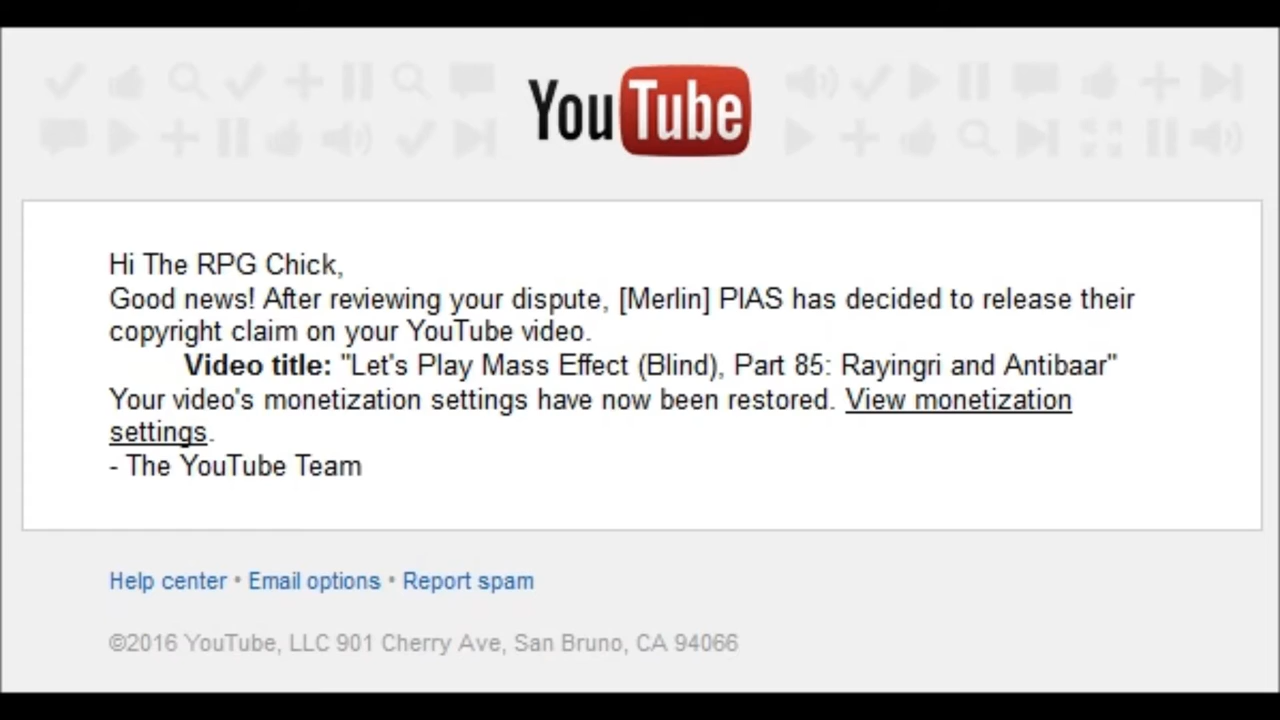 YouTube
Hi The RPG Chick,
Good news! After reviewing your dispute, [Merlin] PIAS has decided to release their
copyright claim on your YouTube video.
Video title: "Let's Play Mass Effect (Blind), Part 85: Rayingri and Antibaar"
Your video's monetization settings have now been restored. View monetization
settings.
- The YouTube Team
Help center • Email options • Report spam
©2016 YouTube, LLC 901 Cherry Ave, San Bruno, CA 94066